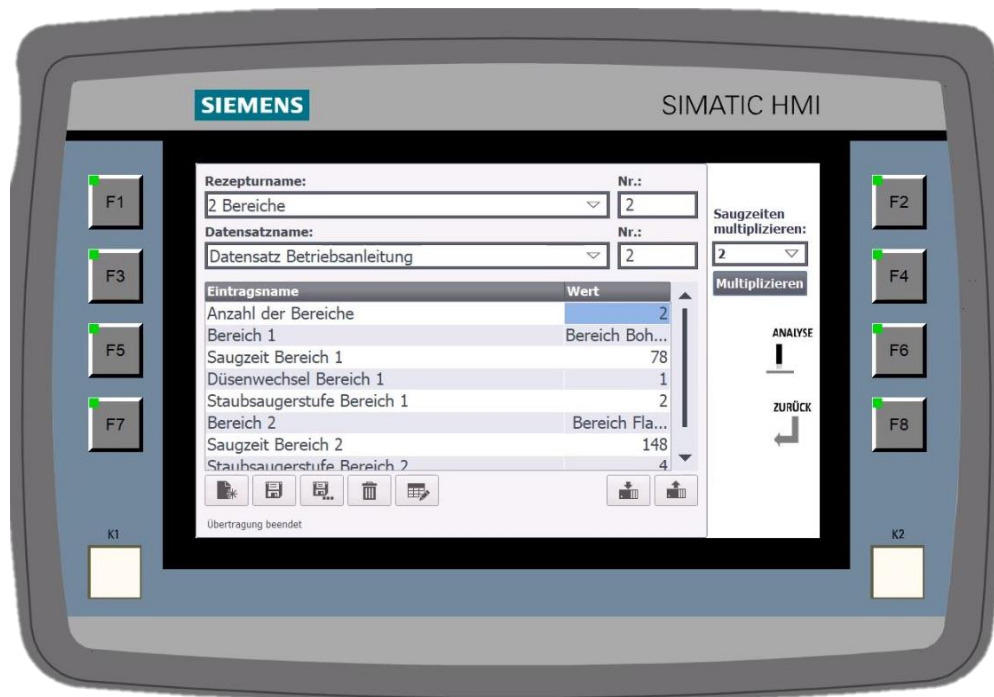 SIEMENS
SIMATIC HMI
F1
F3
F5
F7
K1
Rezepturname: Nr.:
2 Bereiche 2
Datensatzname: Nr.:
Datensatz Betriebsanleitung 2
Eintragsname Wert
Anzahl der Bereiche 2
Bereich 1 Bereich Boh...
Saugzeit Bereich 1 78
Düsenwechsel Bereich 1 1
Staubsaugerstufe Bereich 1 2
Bereich 2 Bereich Fla...
Saugzeit Bereich 2 148
Staubsaugerstufe Bereich 2 4
Übertragung beendet
Saugzeiten
multiplizieren:
2
Multiplizieren
ANALYSE
ZURÜCK
F2
F4
F6
F8
K2